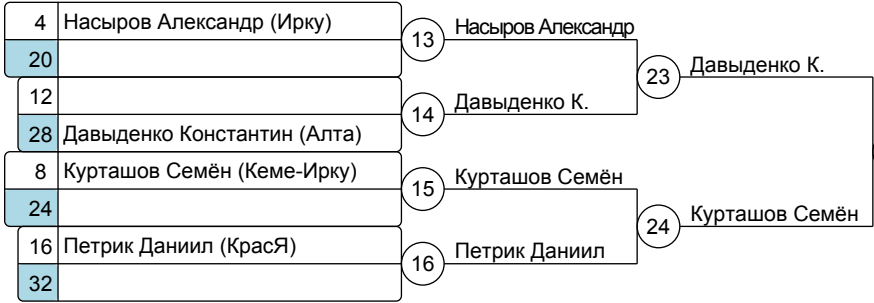 4 Насыров Александр (Ирку)
20
13 Насыров Александр
12
28 Давыденко Константин (Алта)
14 Давыденко К.
23 Давыденко К.
8 Курташов Семён (Кеме-Ирку)
24
15 Курташов Семён
16 Петрик Даниил (КрасЯ)
32
16 Петрик Даниил
24 Курташов Семён